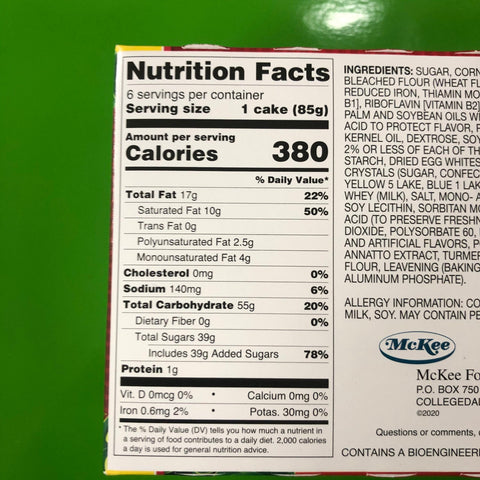 Nutrition Facts
6 servings per container
Serving size 1 cake (85g)
Amount per serving
Calories 380
% Daily Value*
Total Fat 17g 22%
Saturated Fat 10g 50%
Trans Fat 0g
Polyunsaturated Fat 2.5g
Monounsaturated Fat 4g
Cholesterol 0mg 0%
Sodium 140mg 6%
Total Carbohydrate 55g 20%
Dietary Fiber 0g 0%
Total Sugars 39g
Includes 39g Added Sugars 78%
Protein 1g
Vit. D 0mcg 0% • Calcium 0mg 0%
Iron 0.6mg 2% • Potas. 30mg 0%
* The % Daily Value (DV) tells you how much a nutrient in
a serving of food contributes to a daily diet. 2,000 calories
a day is used for general nutrition advice.
INGREDIENTS: SUGAR, CORN
BLEACHED FLOUR (WHEAT FL
REDUCED IRON, THIAMIN MO
B1], RIBOFLAVIN [VITAMIN B2]
PALM AND SOYBEAN OILS WI
ACID TO PROTECT FLAVOR, P
KERNEL OIL, DEXTROSE, SOY
2% OR LESS OF EACH OF TH
STARCH, DRIED EGG WHITES
CRYSTALS (SUGAR, CONFEC
YELLOW 5 LAKE, BLUE 1 LAK
WHEY (MILK), SALT, MONO- A
SOY LECITHIN, SORBITAN MO
ACID (TO PRESERVE FRESHN
DIOXIDE, POLYSORBATE 60,
AND ARTIFICIAL FLAVORS, P
ANNATTO EXTRACT, TURMER
FLOUR, LEAVENING (BAKING
ALUMINUM PHOSPHATE).
ALLERGY INFORMATION: CO
MILK, SOY. MAY CONTAIN PE
McKee
McKee Fo
P.O. BOX 750
COLLEGEDA
©2020
Questions or comments, c
CONTAINS A BIOENGINEER